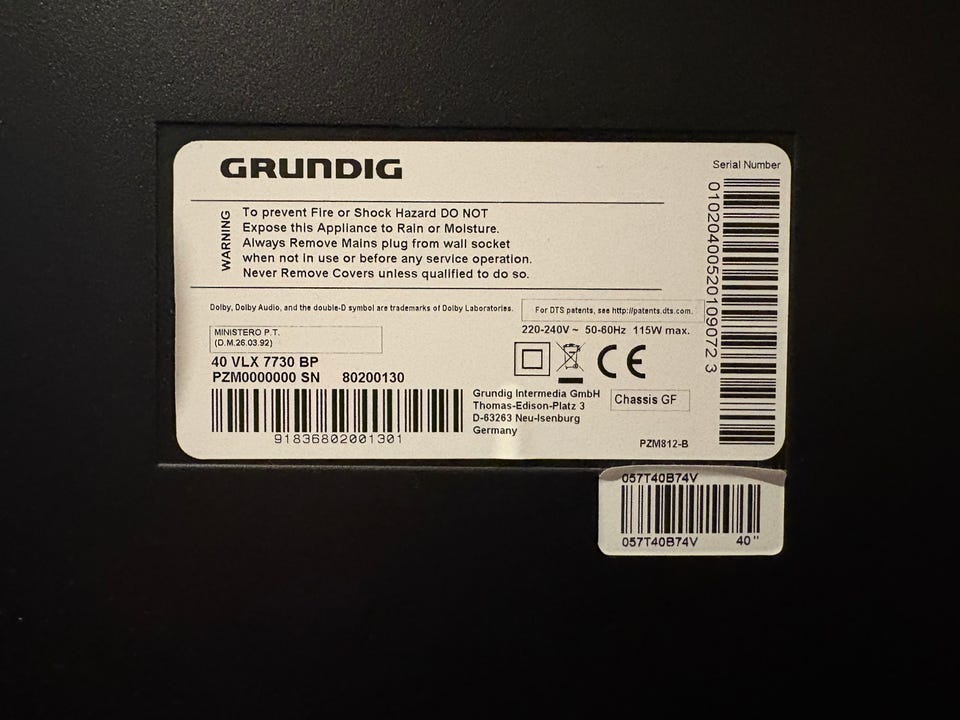 GRUNDIG
Serial Number
WARNING
To prevent Fire or Shock Hazard DO NOT
Expose this Appliance to Rain or Moisture.
Always Remove Mains plug from wall socket
when not in use or before any service operation.
Never Remove Covers unless qualified to do so.
0102040052010907​2 3
Dolby, Dolby Audio, and the double-D symbol are trademarks of Dolby Laboratories.
For DTS patents, see http://patents.dts.com.
220-240V ~ 50-60Hz 115W max.
MINISTERO P.T.
(D.M.26.03.92)
40 VLX 7730 BP
PZM0000000 SN 80200130
91836802001301
CE
Grundig Intermedia GmbH
Thomas-Edison-Platz 3
D-63263 Neu-Isenburg
Germany
Chassis GF
PZM812-B
057T40B74V
057T40B74V 40"